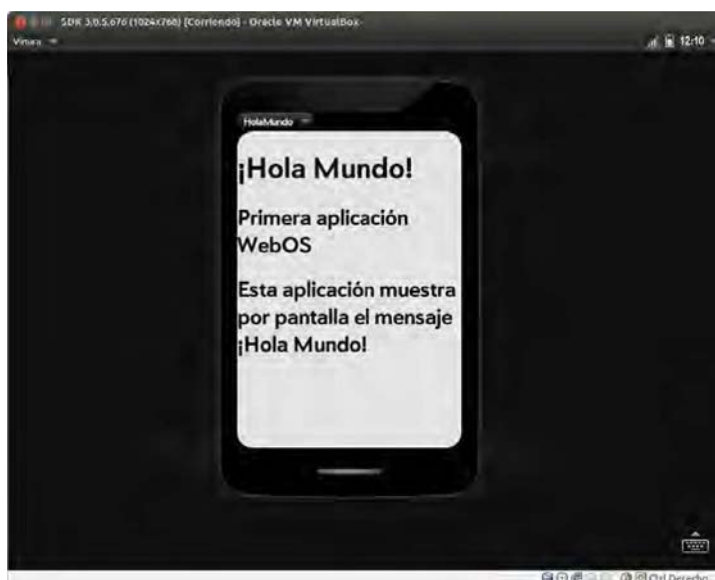 SDK 3.0.5.676 (1024x768) [Corriendo] - Oracle VM VirtualBox
12:10
HolaMundo
¡Hola Mundo!
Primera aplicación
WebOS
Esta aplicación muestra
por pantalla el mensaje
¡Hola Mundo!
Ctrl Derecho